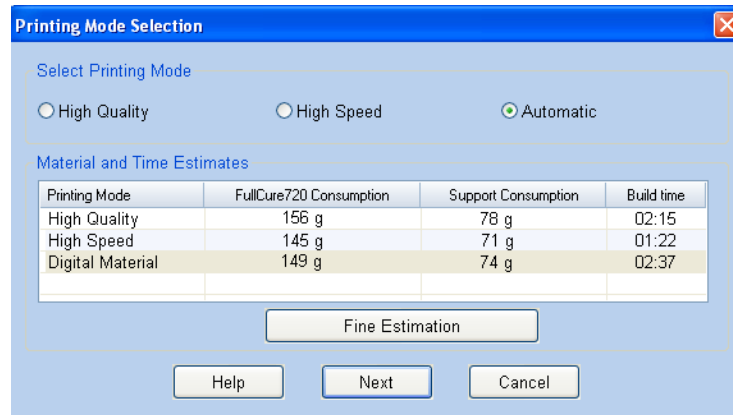 Printing Mode Selection
Select Printing Mode
High Quality High Speed Automatic
Material and Time Estimates
Printing Mode FullCure720 Consumption Support Consumption Build time
High Quality 156 g 78 g 02:15
High Speed 145 g 71 g 01:22
Digital Material 149 g 74 g 02:37
Fine Estimation
Help Next Cancel